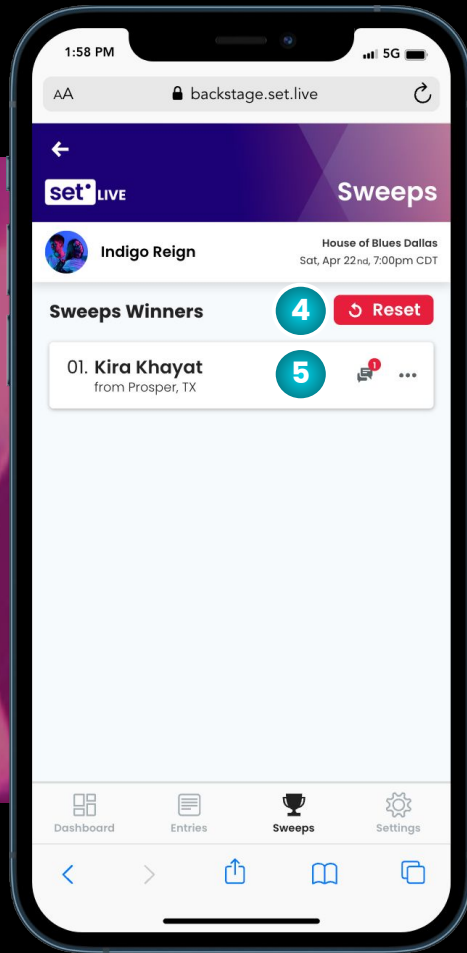 1:58 PM
5G
AA
backstage.set.live
set LIVE
Sweeps
Indigo Reign
House of Blues Dallas
Sat, Apr 22nd, 7:00pm CDT
Sweeps Winners
4
Reset
01. Kira Khayat
from Prosper, TX
5
1
Dashboard
Entries
Sweeps
Settings